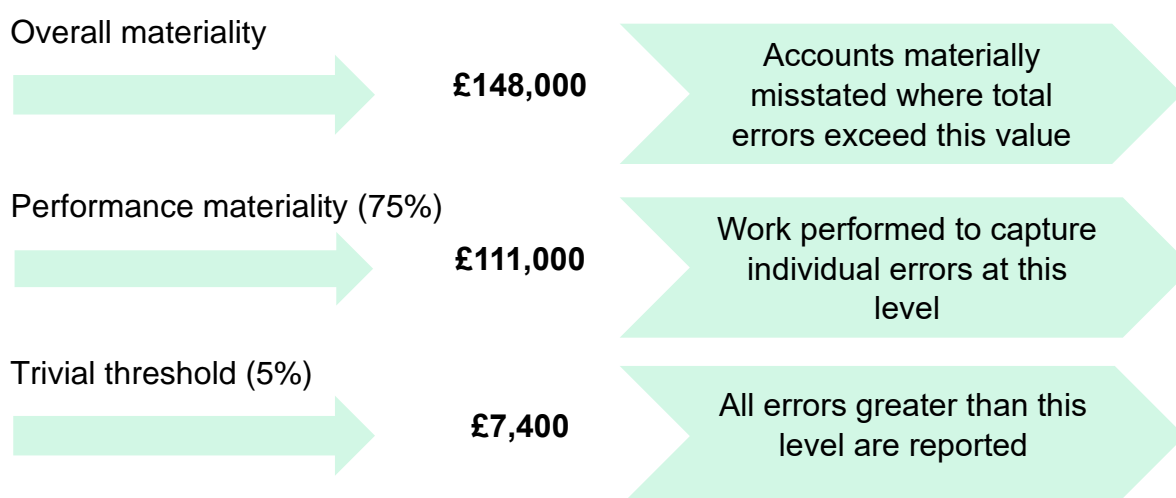 Overall materiality
£148,000
Accounts materially
misstated where total
errors exceed this value
Performance materiality (75%)
£111,000
Work performed to capture
individual errors at this
level
Trivial threshold (5%)
£7,400
All errors greater than this
level are reported